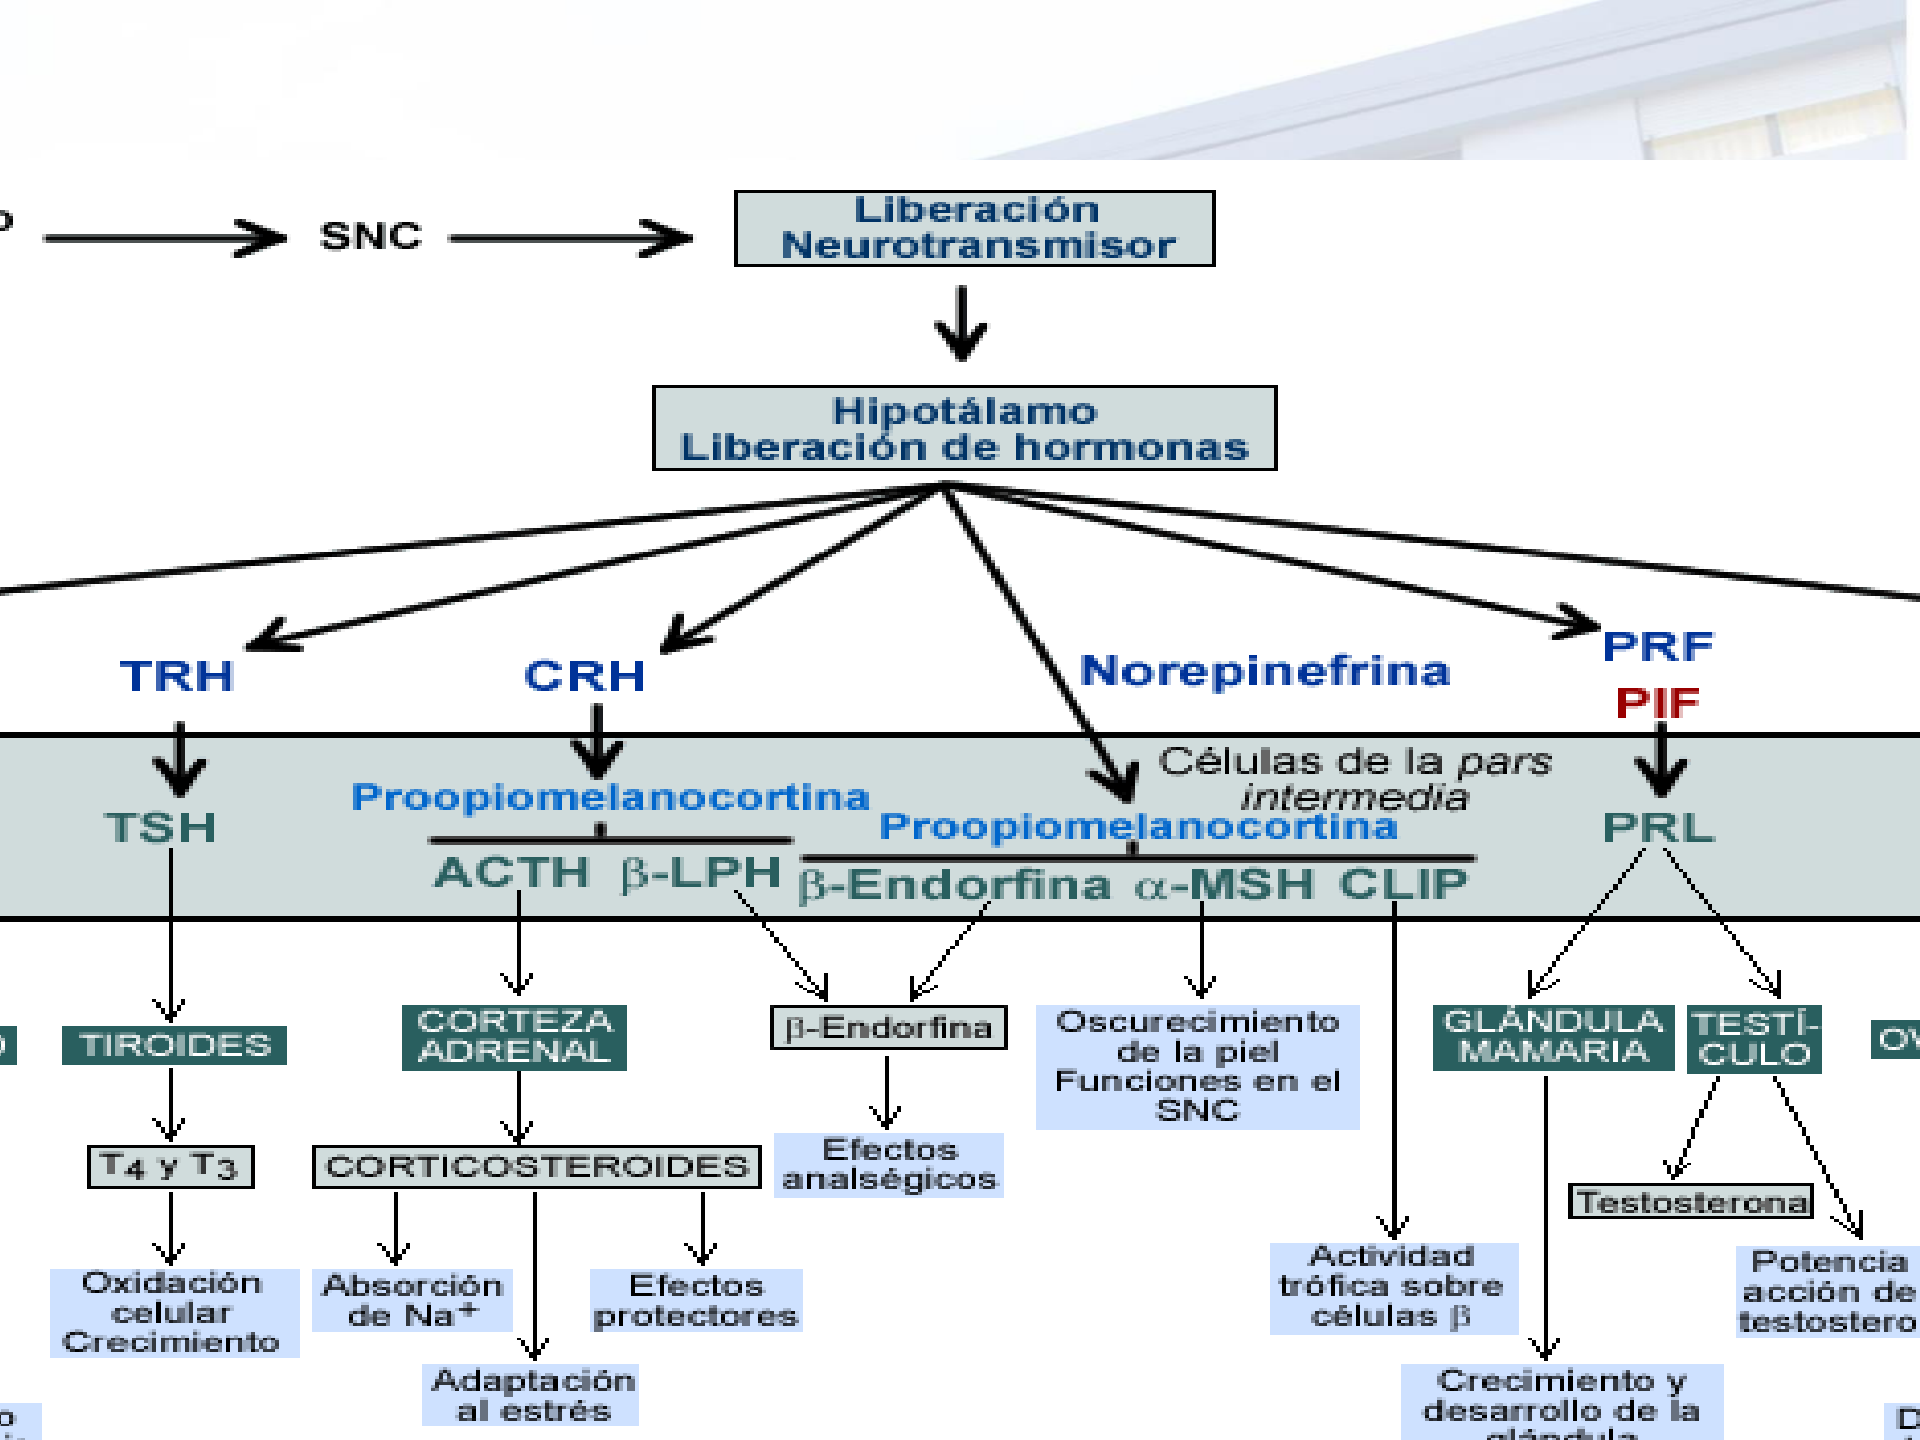 SNC
Liberación
Neurotransmisor
Hipotálamo
Liberación de hormonas
TRH
CRH
Norepinefrina
PRF
PIF
Células de la pars
intermedia
TSH
Proopiomelanocortina
Proopiomelanocortina
PRL
ACTH β-LPH
β-Endorfina α-MSH CLIP
TIROIDES
CORTEZA
ADRENAL
β-Endorfina
Oscurecimiento
de la piel
Funciones en el
SNC
GLÁNDULA
MAMARIA
TESTÍ-
CULO
T4 y T3
CORTICOSTEROIDES
Efectos
analségicos
Testosterona
Oxidación
celular
Crecimiento
Absorción
de Na+
Efectos
protectores
Actividad
trófica sobre
células β
Potencia
acción de
testostero
Adaptación
al estrés
Crecimiento y
desarrollo de la
glándula